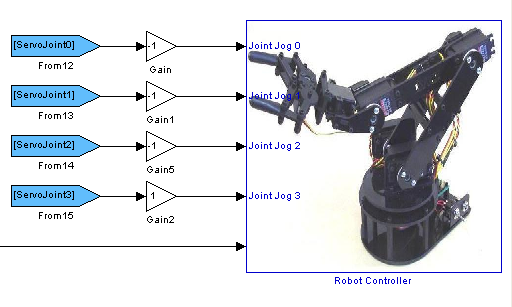 [ServoJoint0]
From12
-1
Gain
Joint Jog 0
[ServoJoint1]
From13
-1
Gain1
Joint Jog 1
[ServoJoint2]
From14
-1
Gain5
Joint Jog 2
[ServoJoint3]
From15
1
Gain2
Joint Jog 3
Robot Controller